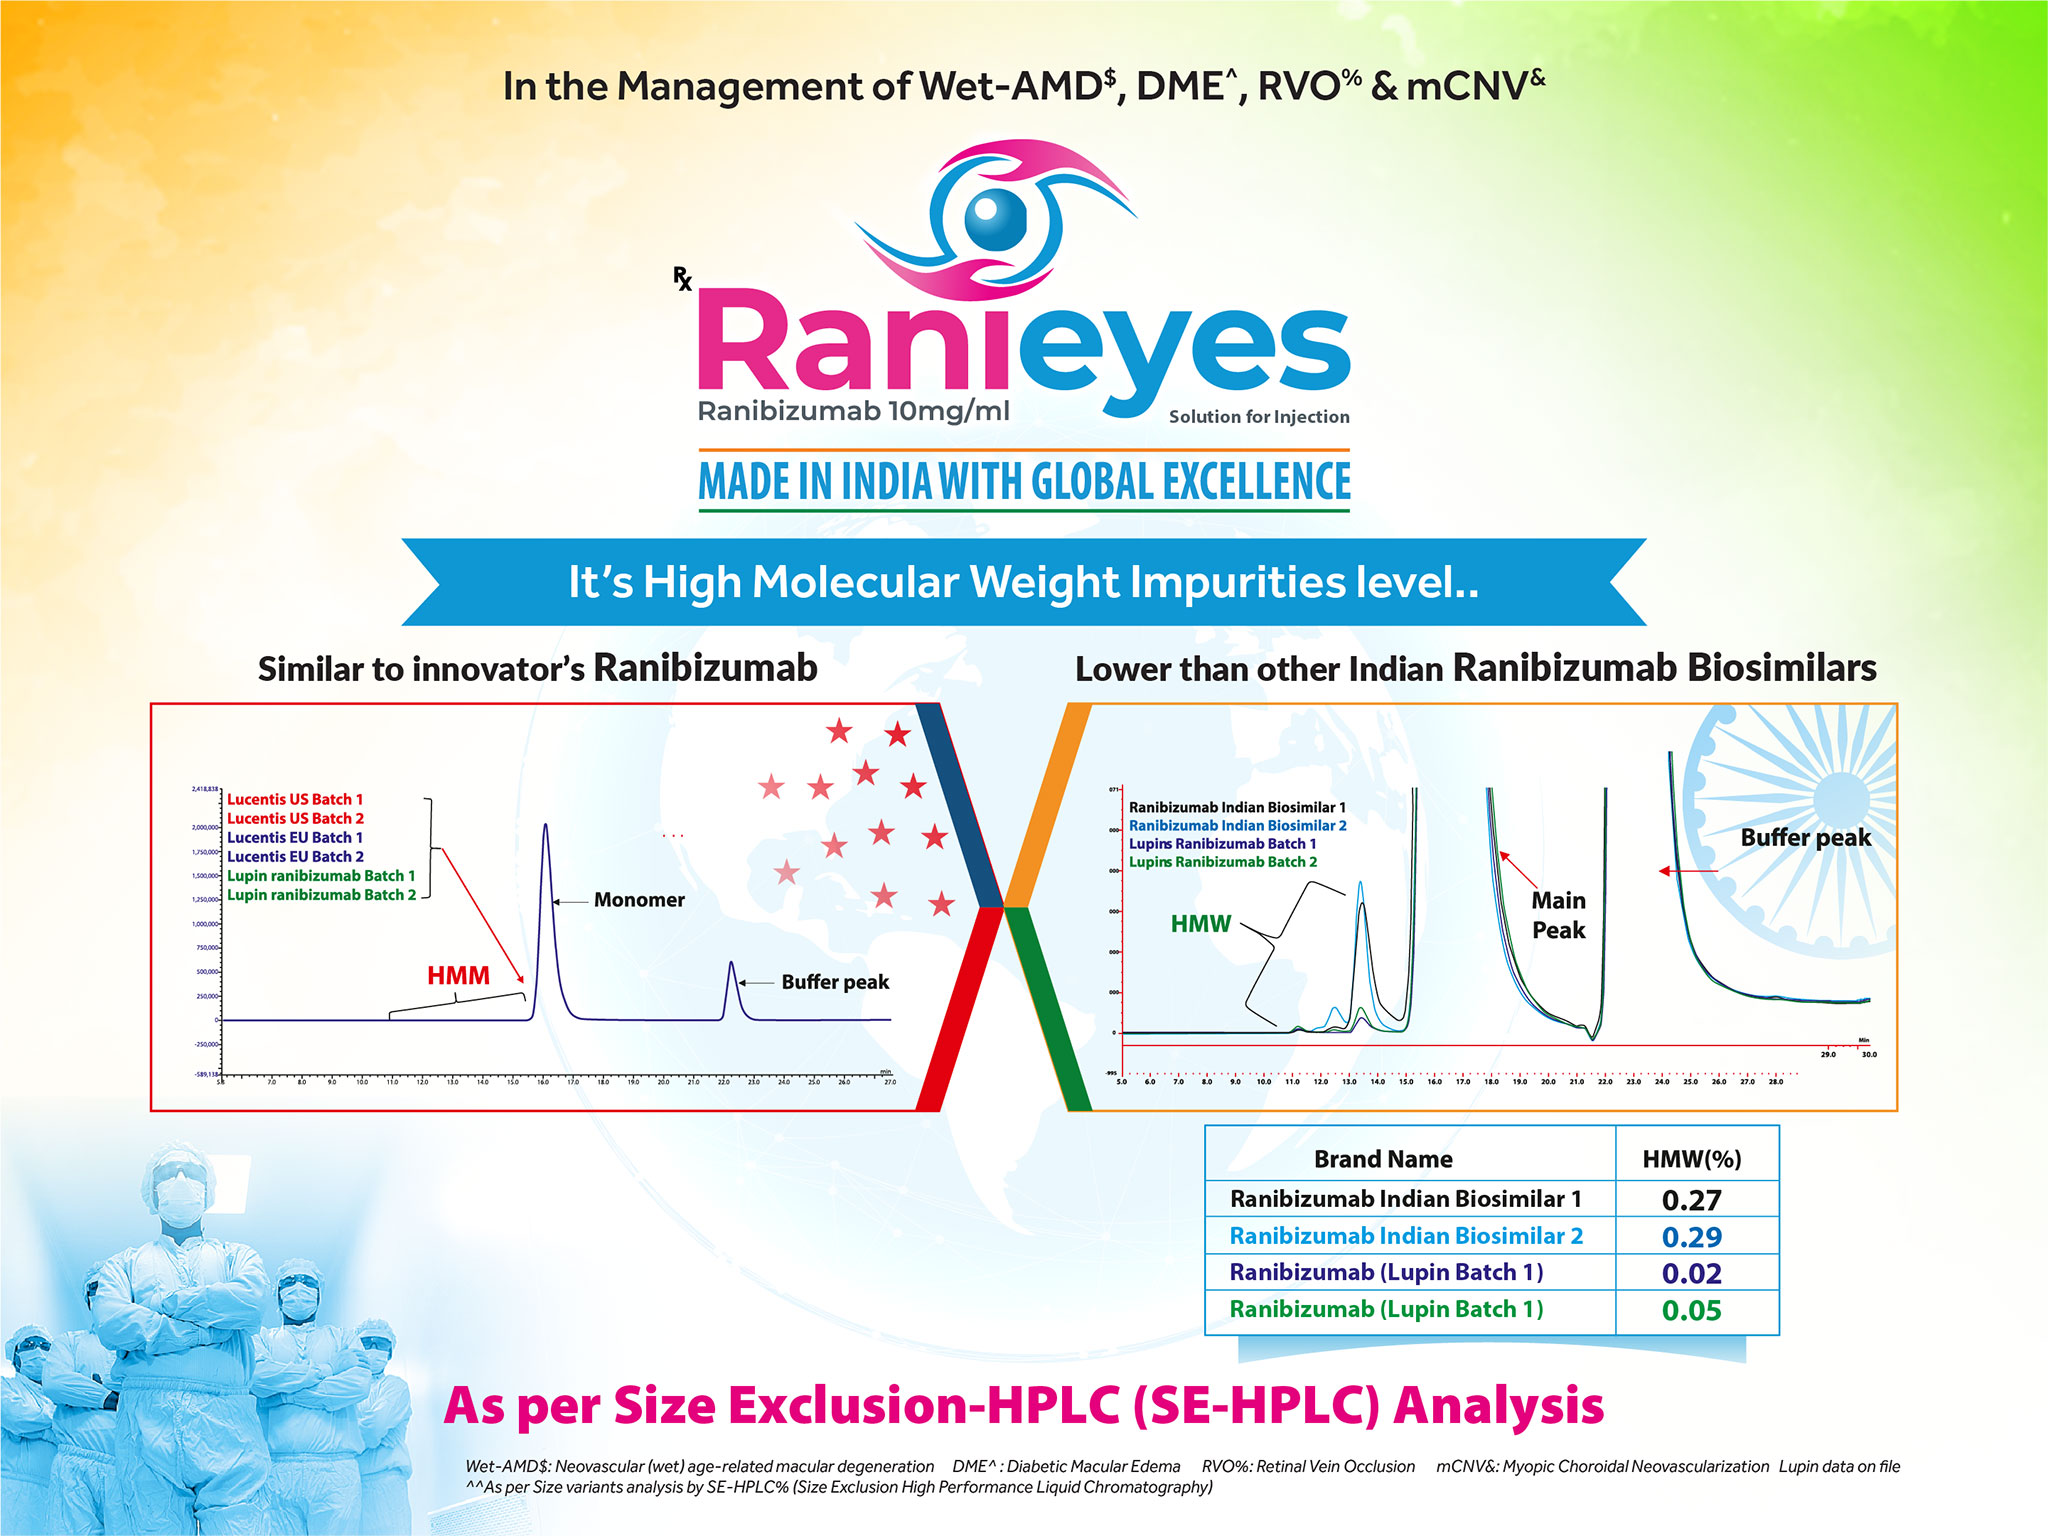 In the Management of Wet-AMD$, DME^, RVO% & mCNV&
Rx
Ranieyes
Ranibizumab 10mg/ml
Solution for Injection
MADE IN INDIA WITH GLOBAL EXCELLENCE
It's High Molecular Weight Impurities level..
Similar to innovator's Ranibizumab
2,418,838
2,000,000
1,750,000
1,500,000
1,250,000
1,000,000
750,000
500,000
250,000
0
-250,000
-589,138
Lucentis US Batch 1
Lucentis US Batch 2
Lucentis EU Batch 1
Lucentis EU Batch 2
Lupin ranibizumab Batch 1
Lupin ranibizumab Batch 2
HMM
Monomer
Buffer peak
min
5.8 7.0 8.0 9.0 10.0 11.0 12.0 13.0 14.0 15.0 16.0 17.0 18.0 19.0 20.0 21.0 22.0 23.0 24.0 25.0 26.0 27.0
Lower than other Indian Ranibizumab Biosimilars
071
000
000
000
000
000
0
-995
Ranibizumab Indian Biosimilar 1
Ranibizumab Indian Biosimilar 2
Lupins Ranibizumab Batch 1
Lupins Ranibizumab Batch 2
HMW
Main
Peak
Buffer peak
Min
29.0 30.0
5.0 6.0 7.0 8.0 9.0 10.0 11.0 12.0 13.0 14.0 15.0 16.0 17.0 18.0 19.0 20.0 21.0 22.0 23.0 24.0 25.0 26.0 27.0 28.0
Brand Name HMW(%)
Ranibizumab Indian Biosimilar 1 0.27
Ranibizumab Indian Biosimilar 2 0.29
Ranibizumab (Lupin Batch 1) 0.02
Ranibizumab (Lupin Batch 1) 0.05
As per Size Exclusion-HPLC (SE-HPLC) Analysis
Wet-AMD$: Neovascular (wet) age-related macular degeneration DME^ : Diabetic Macular Edema RVO%: Retinal Vein Occlusion mCNV&: Myopic Choroidal Neovascularization Lupin data on file
^^As per Size variants analysis by SE-HPLC% (Size Exclusion High Performance Liquid Chromatography)